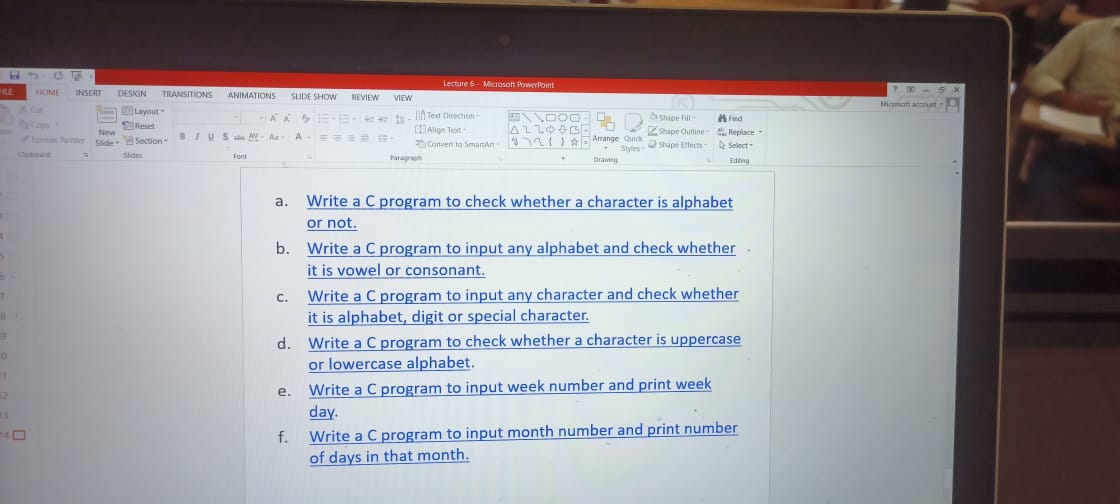 Lecture 6 - Microsoft PowerPoint
FILE HOME INSERT DESIGN TRANSITIONS ANIMATIONS SLIDE SHOW REVIEW VIEW
Microsoft account
Cut
Copy
Format Painter
Clipboard
New
Slide
Layout
Reset
Section
Slides
B I U S abc AV Aa A
Font
Text Direction
Align Text
Convert to SmartArt
Paragraph
Arrange
Quick
Styles
Shape Fill
Shape Outline
Shape Effects
Drawing
Find
Replace
Select
Editing
a. Write a C program to check whether a character is alphabet
or not.
b. Write a C program to input any alphabet and check whether
it is vowel or consonant.
c. Write a C program to input any character and check whether
it is alphabet, digit or special character.
d. Write a C program to check whether a character is uppercase
or lowercase alphabet.
e. Write a C program to input week number and print week
day.
f. Write a C program to input month number and print number
of days in that month.
14